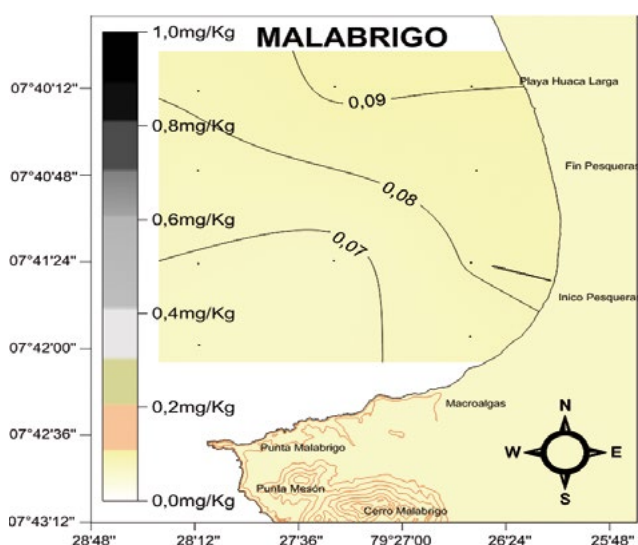 MALABRIGO
1,0mg/Kg
0,8mg/Kg
0,6mg/Kg
0,4mg/Kg
0,2mg/Kg
0,0mg/Kg
07°40'12"
07°40'48"
07°41'24"
07°42'00"
07°42'36"
07°43'12"
0,09
0,08
0,07
Playa Huaca Larga
Fin Pesqueras
Inico Pesqueras
Macroalgas
Punta Malabrigo
Punta Mesón
Cerro Malabrigo
N
W E
S
28'48" 28'12" 27'36" 79°27'00 26'24" 25'48"